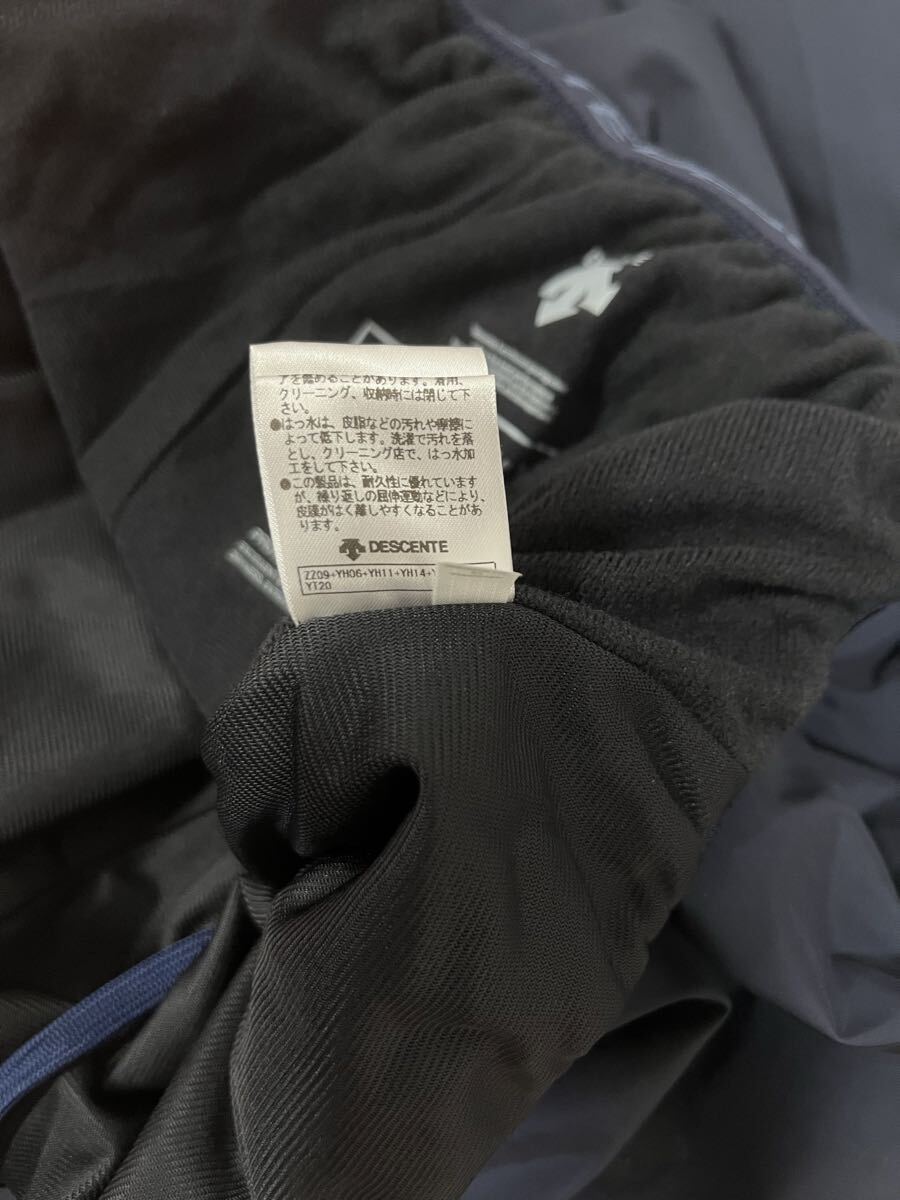 アを傷めることがあります。着用、
クリーニング、収納時には閉じて下
さい。
●はっ水は、皮脂などの汚れや摩擦に
よって低下します。洗濯で汚れを落
とし、クリーニング店で、はっ水加
工をして下さい。
●この製品は、耐久性に優れています
が、繰り返しの屈伸運動などにより、
皮膜がはく離しやすくなることがあ
ります。
DESCENTE
ZZ09+YH06+YH11+YH14+
YT20